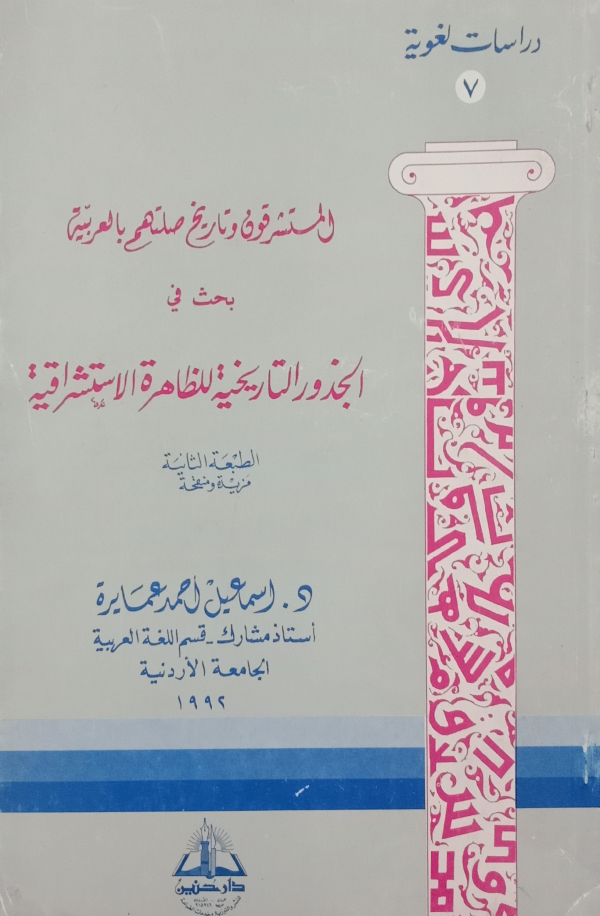 دراسات لغوية
٧
المستشرقون وتاريخ صلتهم بالعربية
بحث في
الجذور التاريخية للظاهرة الاستشراقية
الطبعة الثانية
مزيدة ومنقحة
د. اسماعيل أحمد عمايرة
أستاذ مشارك - قسم اللغة العربية
الجامعة الأردنية
١٩٩٢
دار حنين